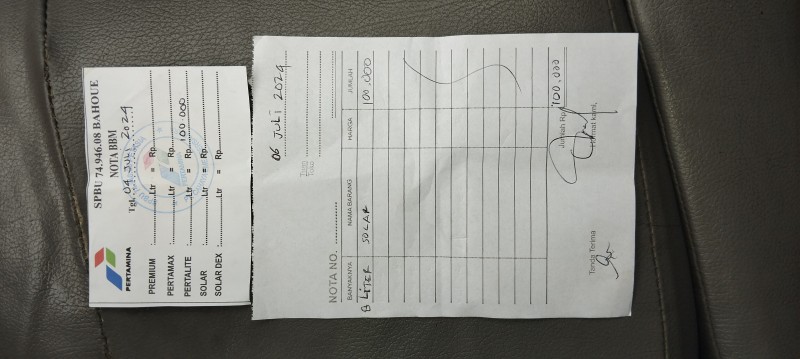 SPBU 74.946.08 BAHOUE
NOTA BBM
Tgl. 04 JULI 2024
PERTAMINA
PREMIUM : Ltr = Rp.
PERTAMAX : Ltr = Rp.
PERTALITE : Ltr = Rp. 100.000
SOLAR : Ltr = Rp.
SOLAR DEX : Ltr = Rp.
06 JULI 2024
Tuan
Toko
NOTA NO.
BANYAKNYA NAMA BARANG HARGA JUMLAH
8 LITER SOLAR 100.000
Jumlah Rp. 100.000
Tanda Terima Hormat kami,